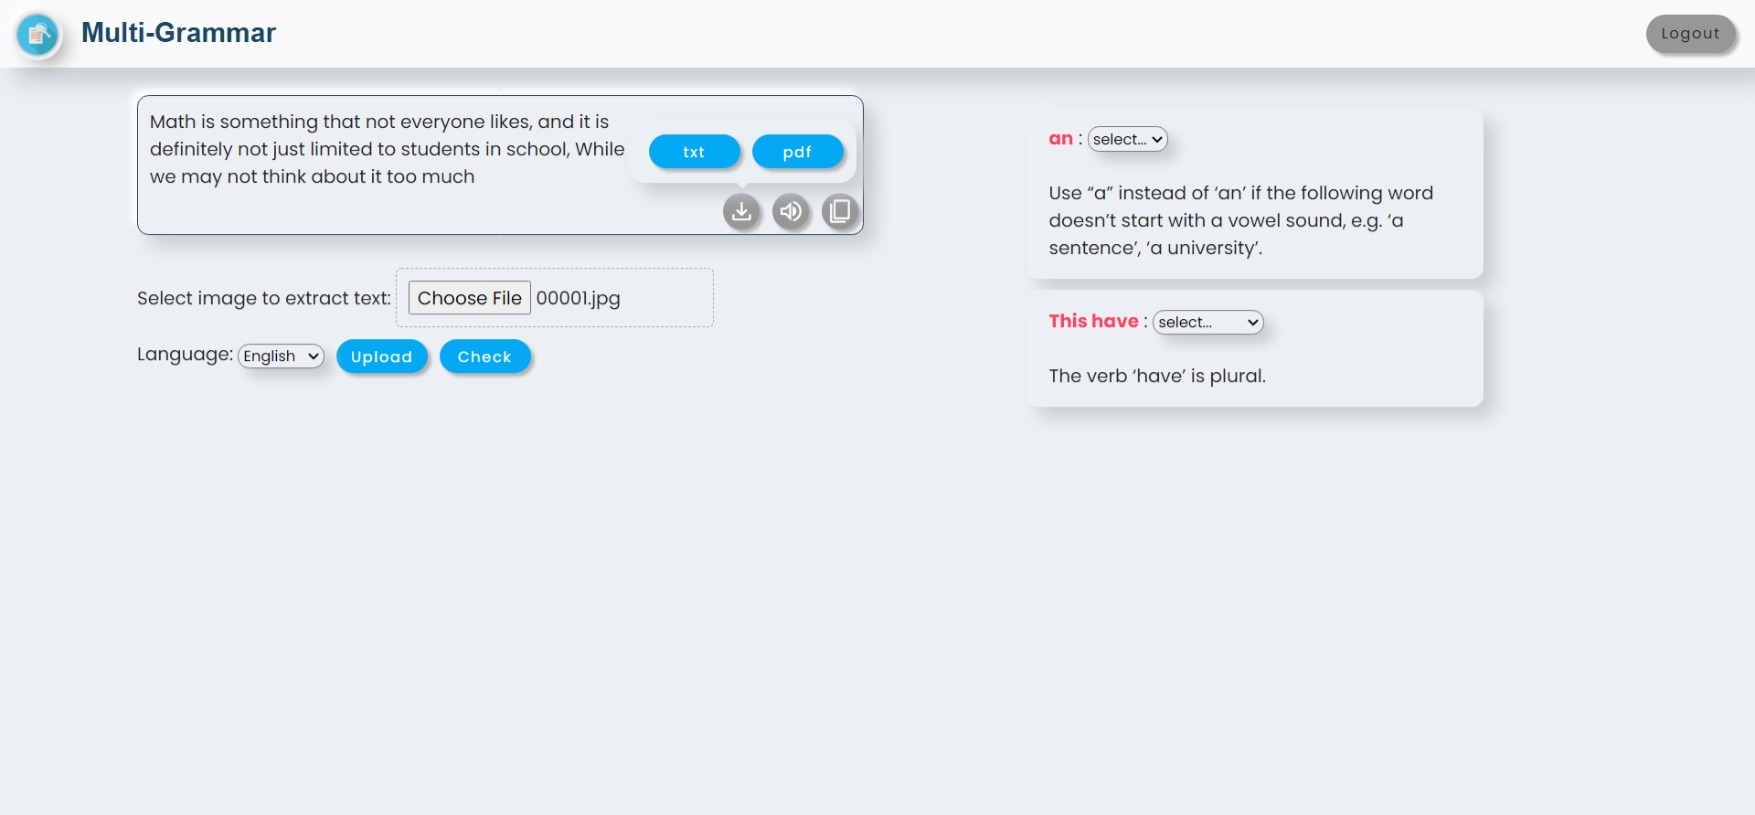 Multi-Grammar
Logout
Math is something that not everyone likes, and it is
definitely not just limited to students in school, While
we may not think about it too much
txt
pdf
Select image to extract text:
Choose File
00001.jpg
Language:
English
Upload
Check
an : select...
Use “a” instead of ‘an’ if the following word
doesn’t start with a vowel sound, e.g. ‘a
sentence’, ‘a university’.
This have : select...
The verb ‘have’ is plural.